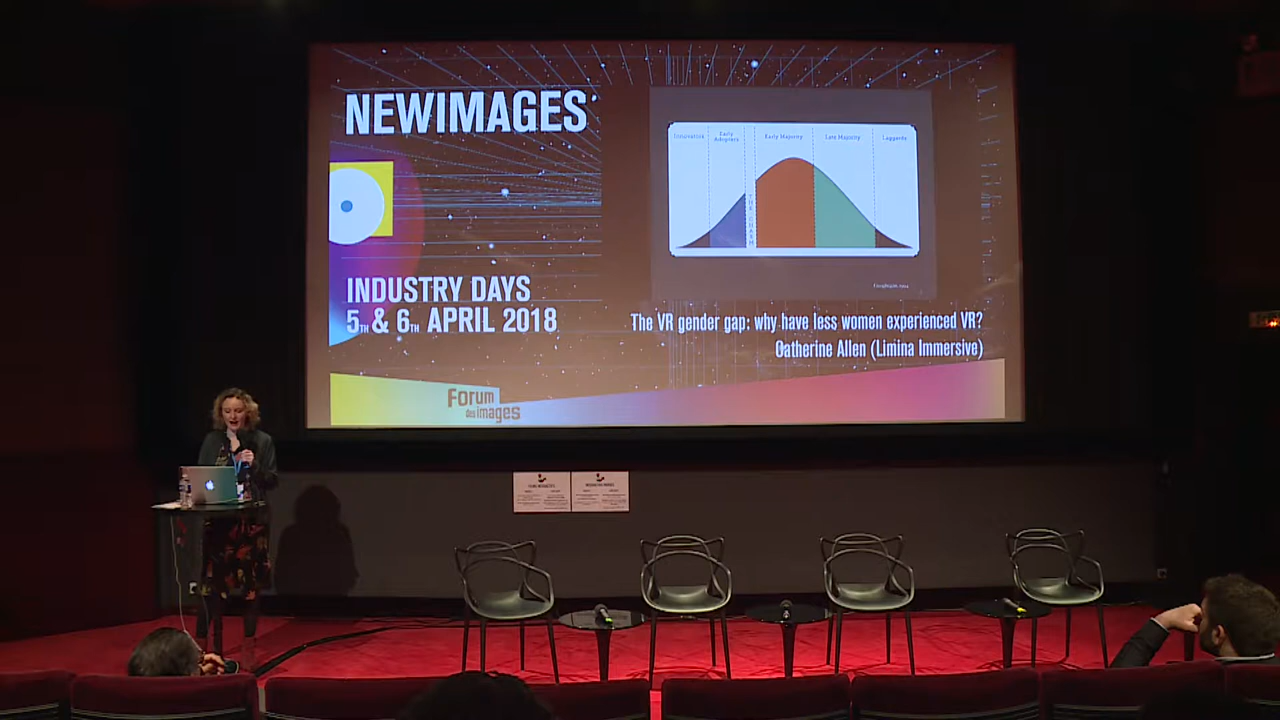 NEWIMAGES
INDUSTRY DAYS
5TH & 6TH APRIL 2018
Forum
des images
Innovators
Early
Adopters
Early Majority
Late Majority
Laggards
THE CHASM
The VR gender gap: why have less women experienced VR?
Catherine Allen (Limina Immersive)